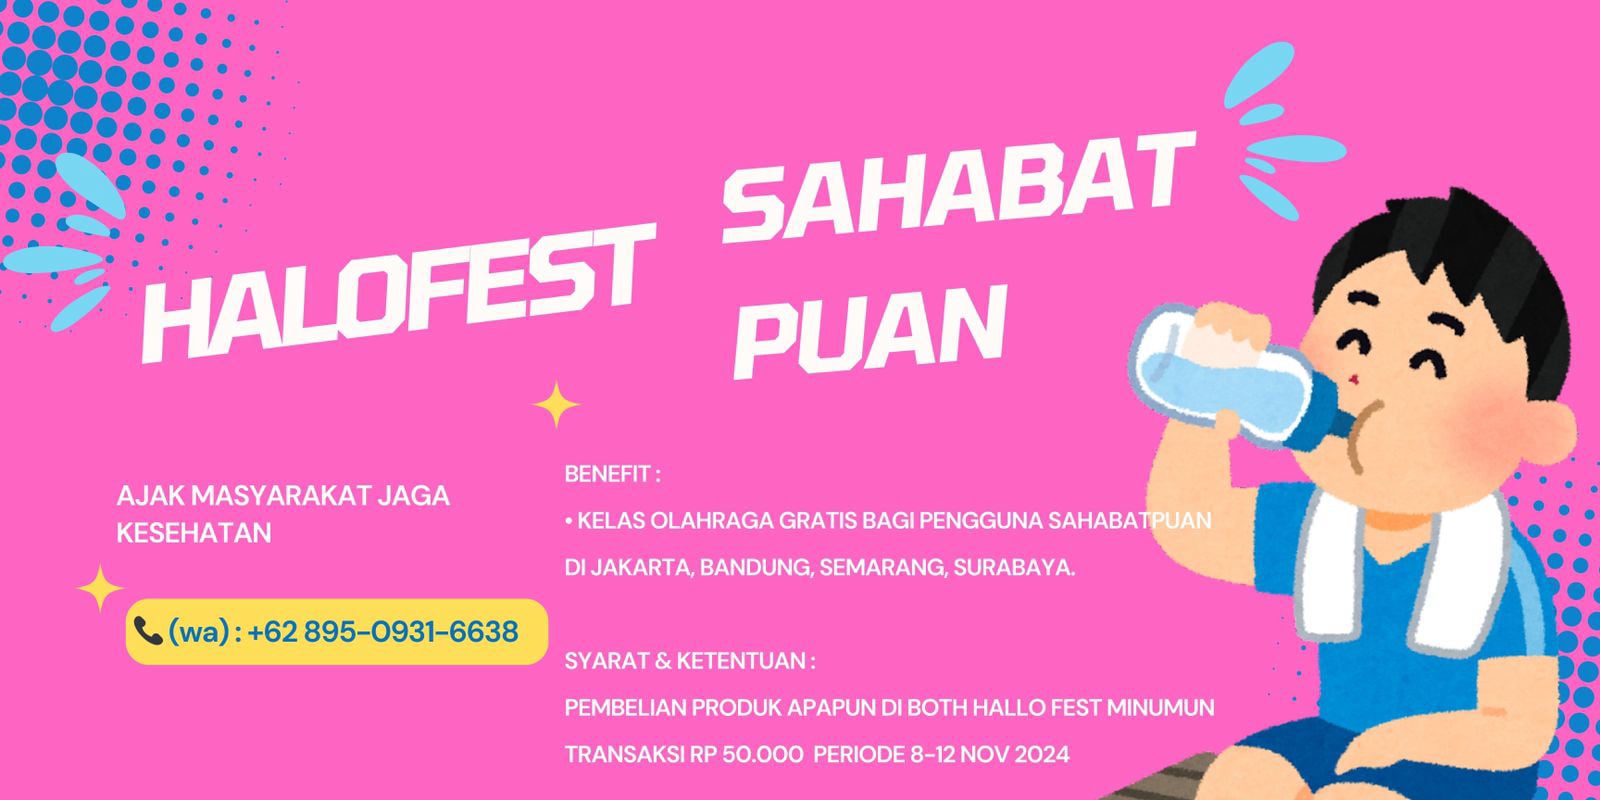 HALOFEST
SAHABAT
PUAN
AJAK MASYARAKAT JAGA
KESEHATAN
(wa) : +62 895-0931-6638
BENEFIT :
• KELAS OLAHRAGA GRATIS BAGI PENGGUNA SAHABATPUAN
DI JAKARTA, BANDUNG, SEMARANG, SURABAYA.
SYARAT & KETENTUAN :
PEMBELIAN PRODUK APAPUN DI BOTH HALLO FEST MINUMUN
TRANSAKSI RP 50.000 PERIODE 8-12 NOV 2024